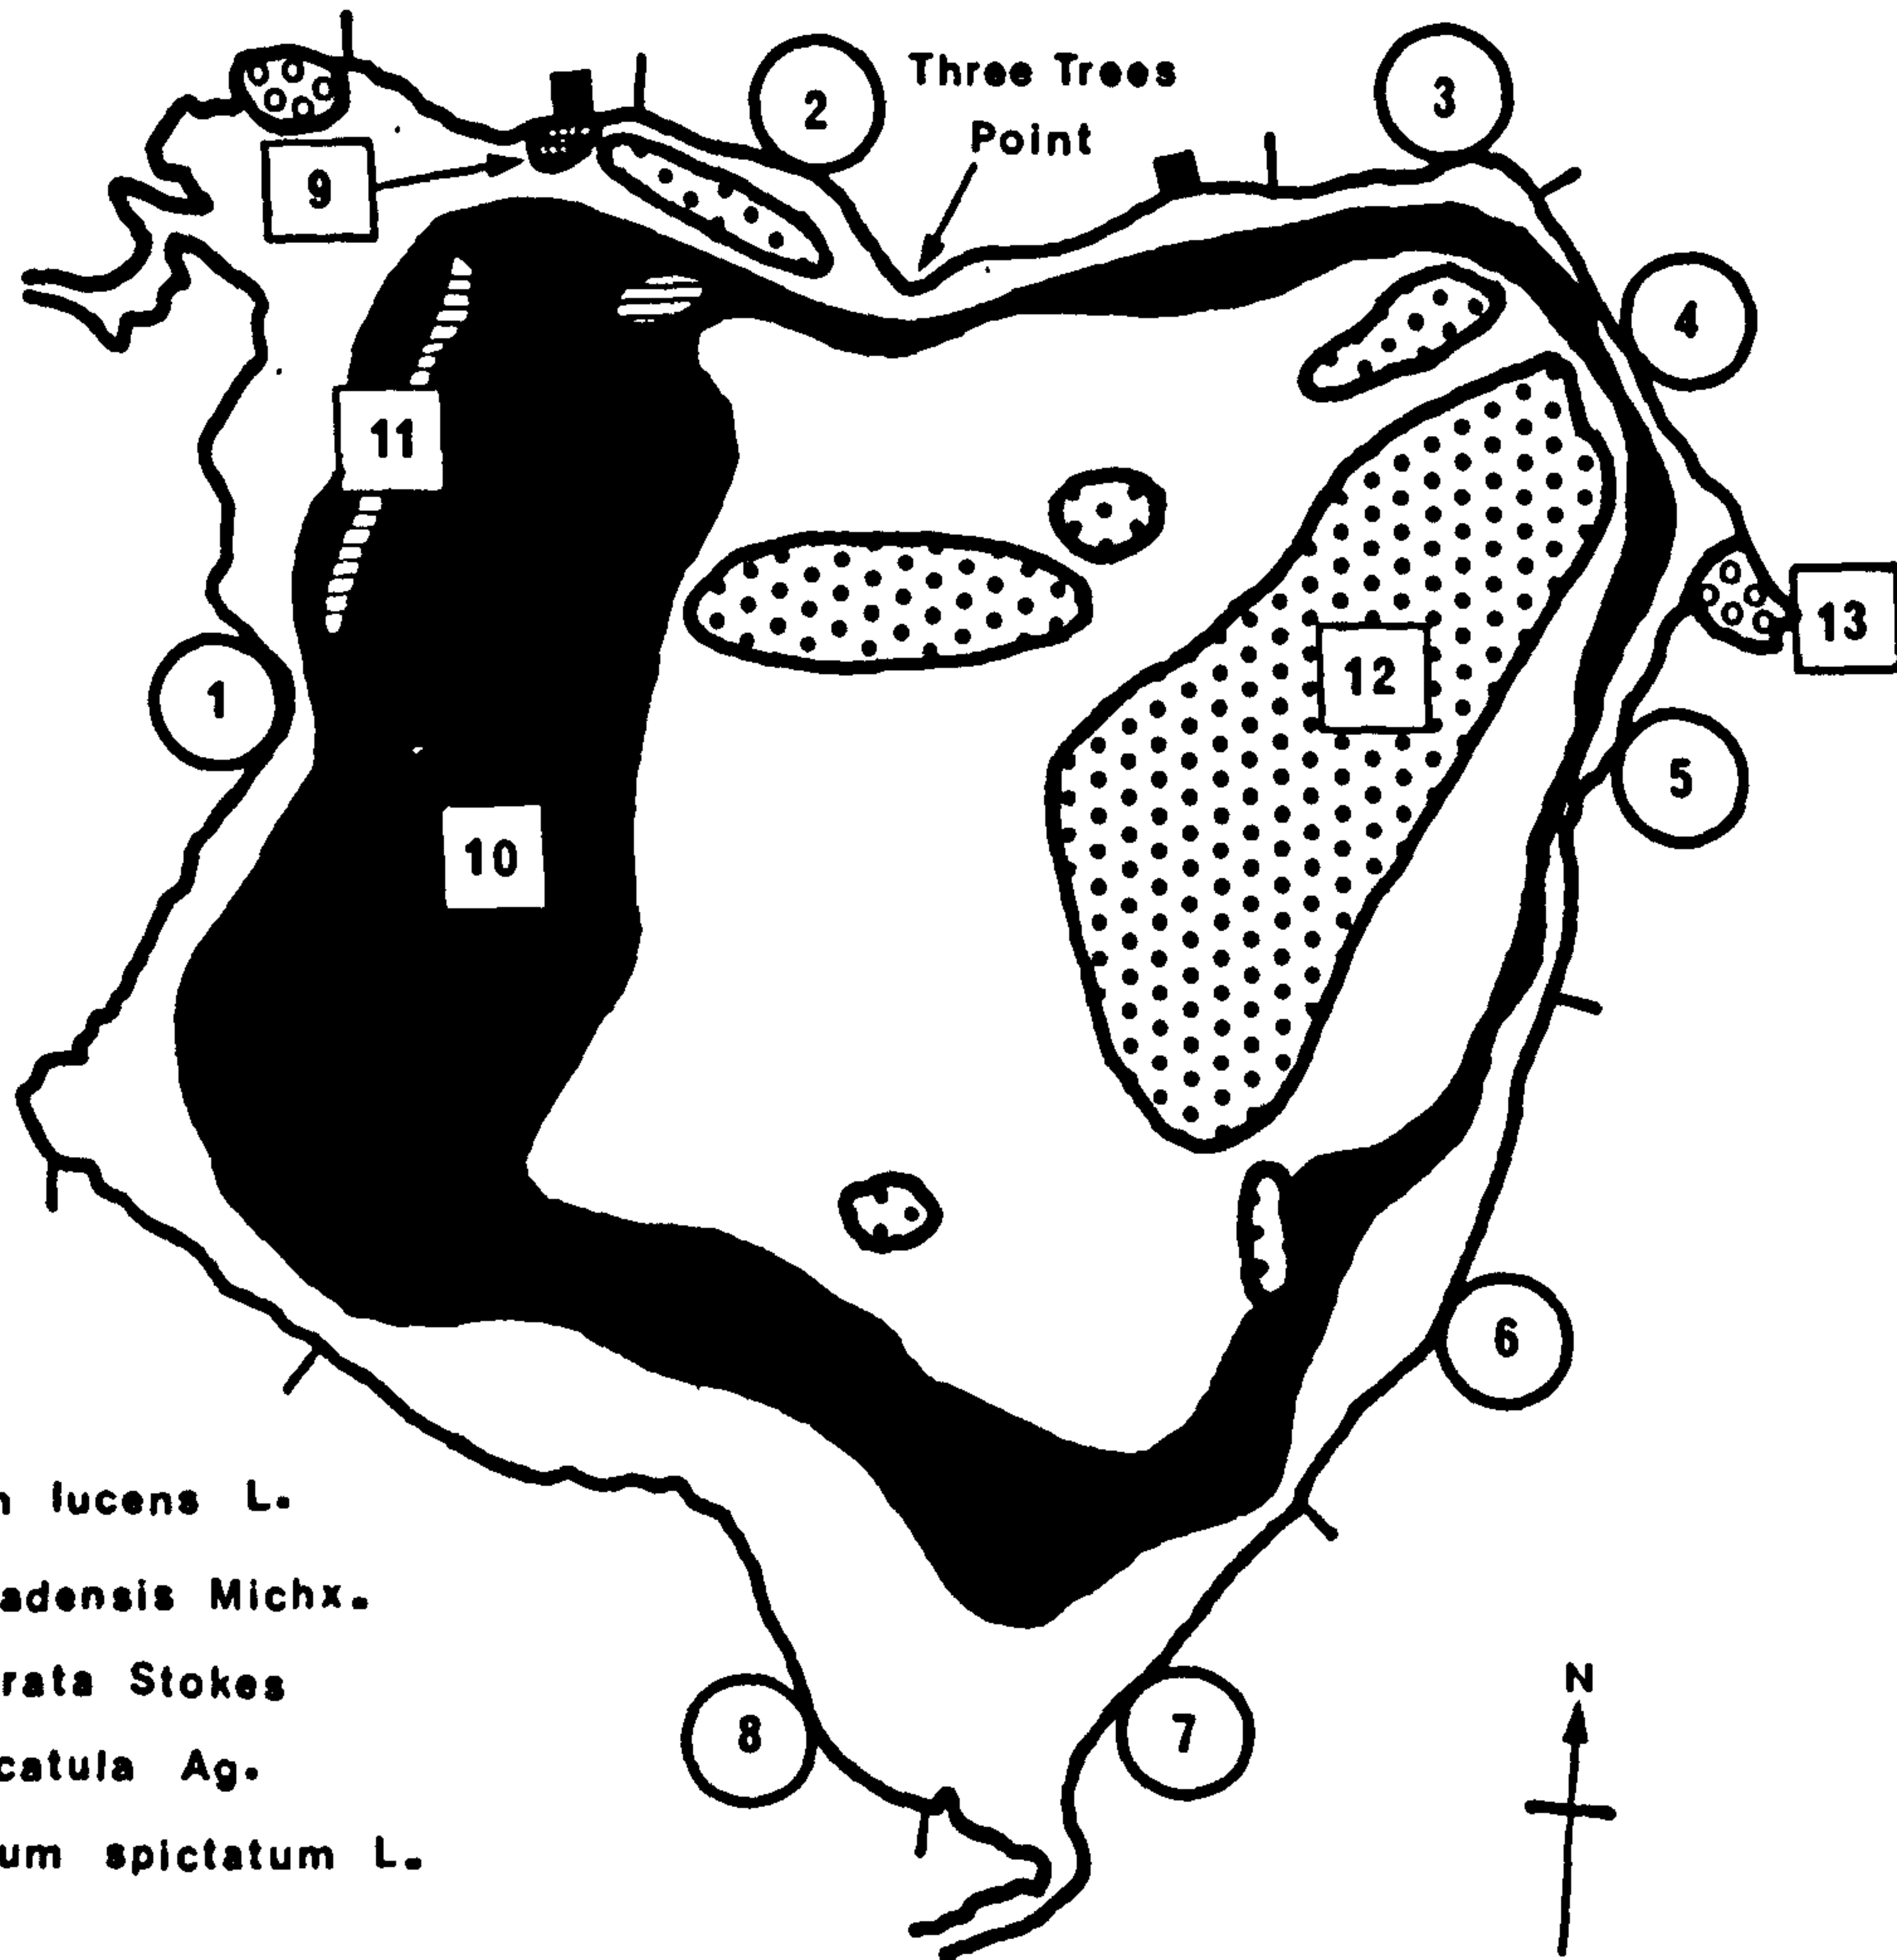 Three Trees
Point
2
3
9
4
11
13
12
1
5
10
6
lucens L.
adensis Michx.
rata Stokes
catula Ag.
um spictatum L.
8
7
N